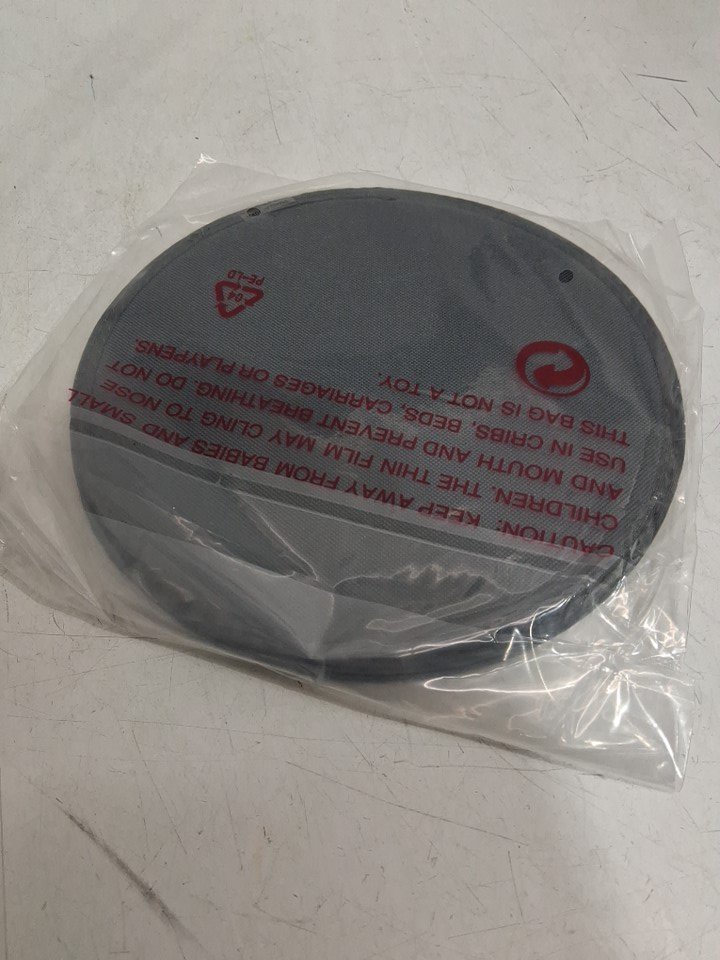 CAUTION: KEEP AWAY FROM BABIES AND SMALL
CHILDREN. THE THIN FILM MAY CLING TO NOSE
AND MOUTH AND PREVENT BREATHING. DO NOT
USE IN CRIBS, BEDS, CARRIAGES OR PLAYPENS.
THIS BAG IS NOT A TOY.
04
PE-LD